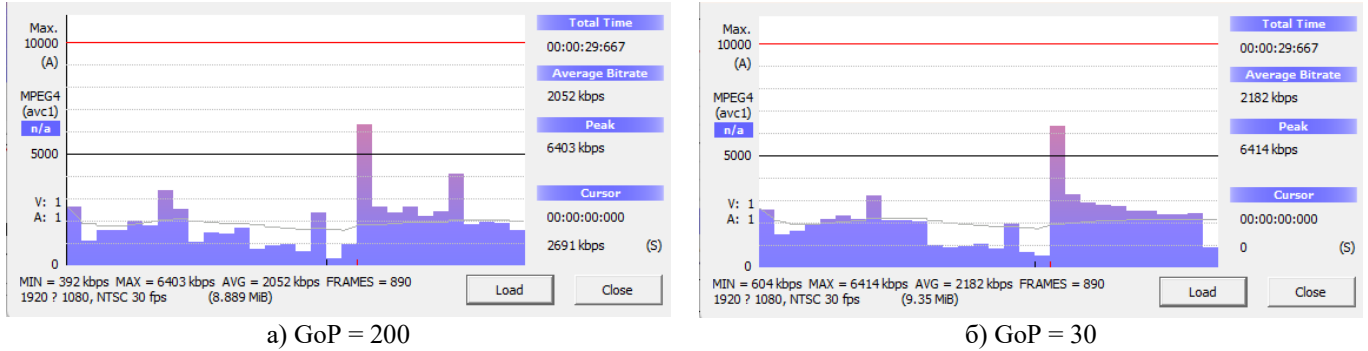 Max.
10000
(A)
MPEG4
(avc1)
n/a
5000
V: 1
A: 1
0
Total Time
00:00:29:667
Average Bitrate
2052 kbps
Peak
6403 kbps
Cursor
00:00:00:000
2691 kbps (S)
MIN = 392 kbps MAX = 6403 kbps AVG = 2052 kbps FRAMES = 890
1920 ? 1080, NTSC 30 fps (8.889 MiB)
Load Close
а) GoP = 200
Max.
10000
(A)
MPEG4
(avc1)
n/a
5000
V: 1
A: 1
0
Total Time
00:00:29:667
Average Bitrate
2182 kbps
Peak
6414 kbps
Cursor
00:00:00:000
0 (S)
MIN = 604 kbps MAX = 6414 kbps AVG = 2182 kbps FRAMES = 890
1920 ? 1080, NTSC 30 fps (9.35 MiB)
Load Close
б) GoP = 30